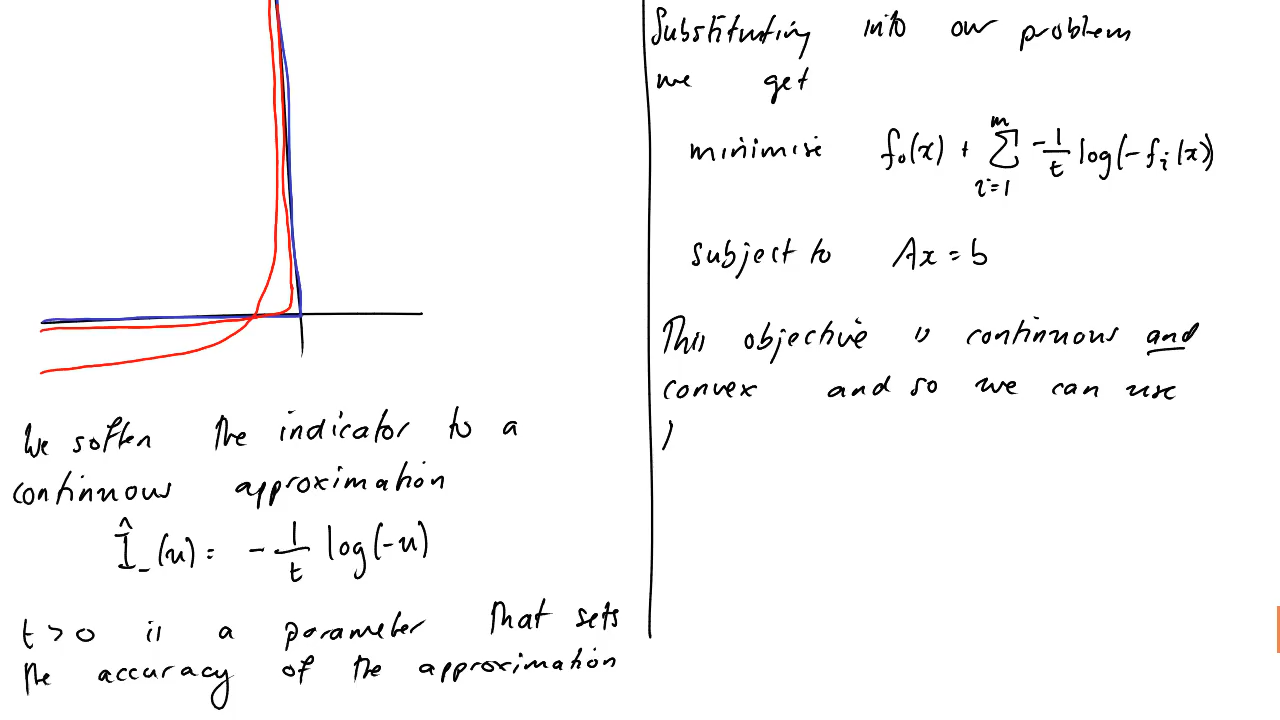 We soften the indicator to a
continuous approximation
Î_(u) = - 1/t log(-u)
t > 0 is a parameter that sets
the accuracy of the approximation
Substituting into our problem
we get
minimise f₀(x) + ∑_{i=1}^{m} - 1/t log(-fᵢ(x))
subject to Ax = b
This objective is continuous and
convex and so we can use